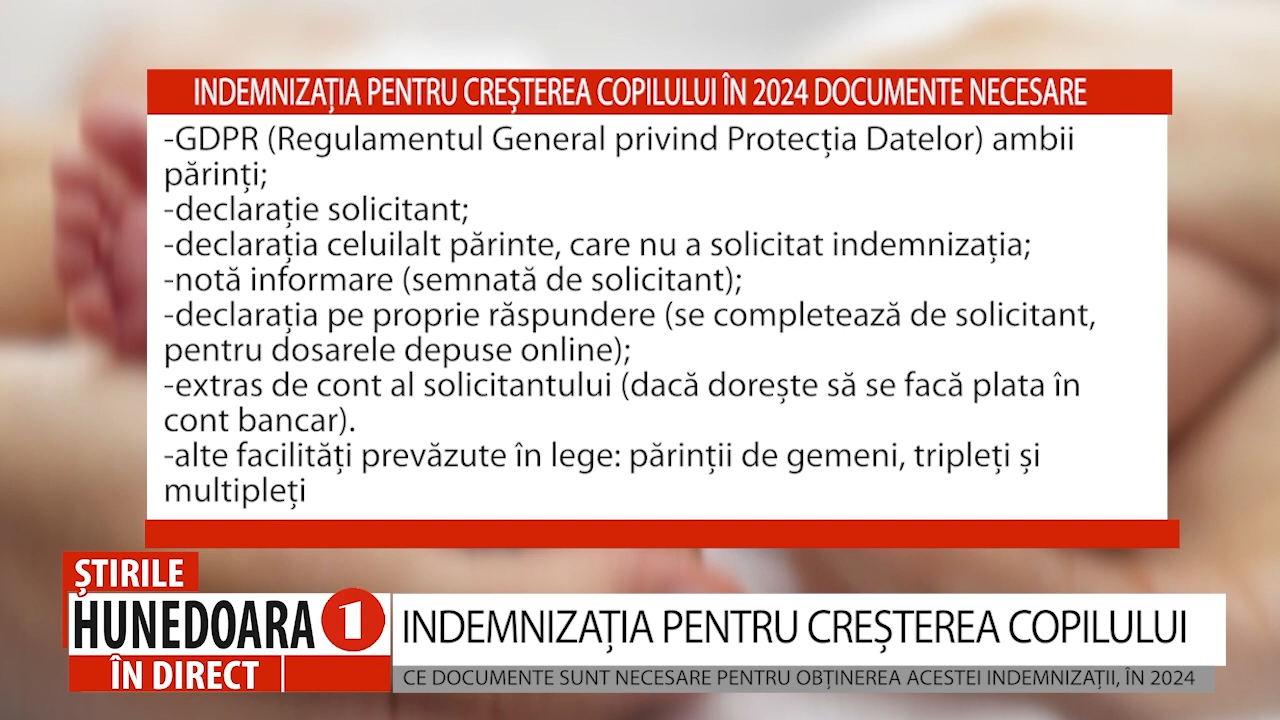 INDEMNIZAȚIA PENTRU CREȘTEREA COPILULUI ÎN 2024 DOCUMENTE NECESARE
-GDPR (Regulamentul General privind Protecția Datelor) ambii
părinți;
-declarație solicitant;
-declarația celuilalt părinte, care nu a solicitat indemnizația;
-notă informare (semnată de solicitant);
-declarația pe proprie răspundere (se completează de solicitant,
pentru dosarele depuse online);
-extras de cont al solicitantului (dacă dorește să se facă plata în
cont bancar).
-alte facilități prevăzute în lege: părinții de gemeni, tripleți și
multipleți
ȘTIRILE
HUNEDOARA 1
ÎN DIRECT
INDEMNIZAȚIA PENTRU CREȘTEREA COPILULUI
CE DOCUMENTE SUNT NECESARE PENTRU OBȚINEREA ACESTEI INDEMNIZAȚII, ÎN 2024